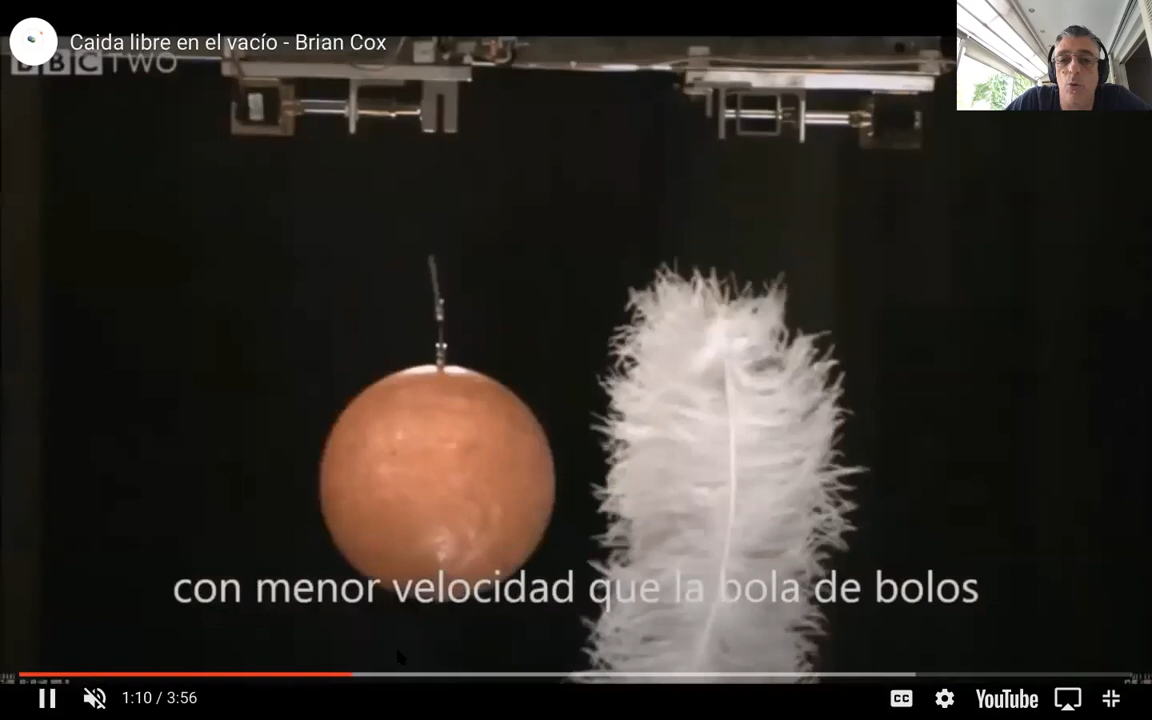 Caida libre en el vacío - Brian Cox
BBC TWO
con menor velocidad que la bola de bolos
1:10 / 3:56
CC
YouTube